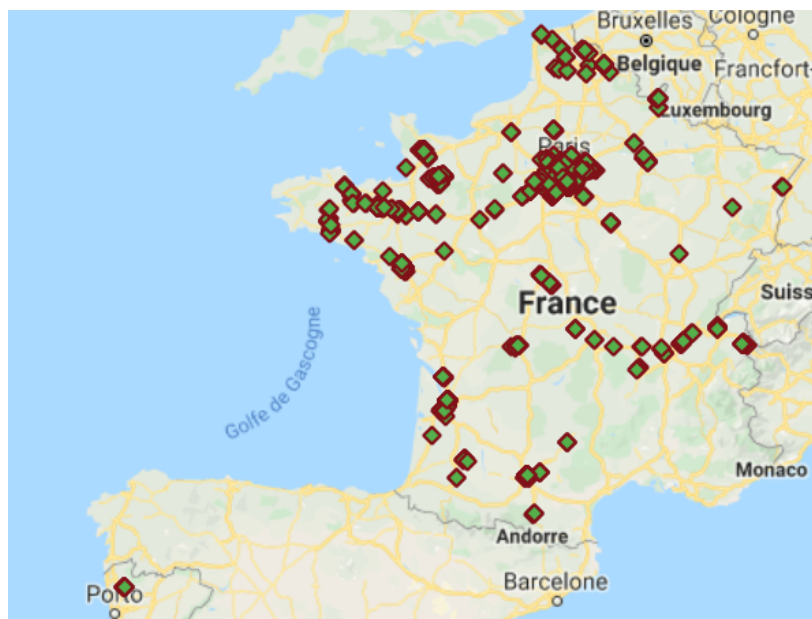 Bruxelles
Cologne
Belgique
Francfort-
Luxembourg
Paris
France
Suiss
Golfe de Gascogne
Monaco
Andorre
Barcelone
Porto